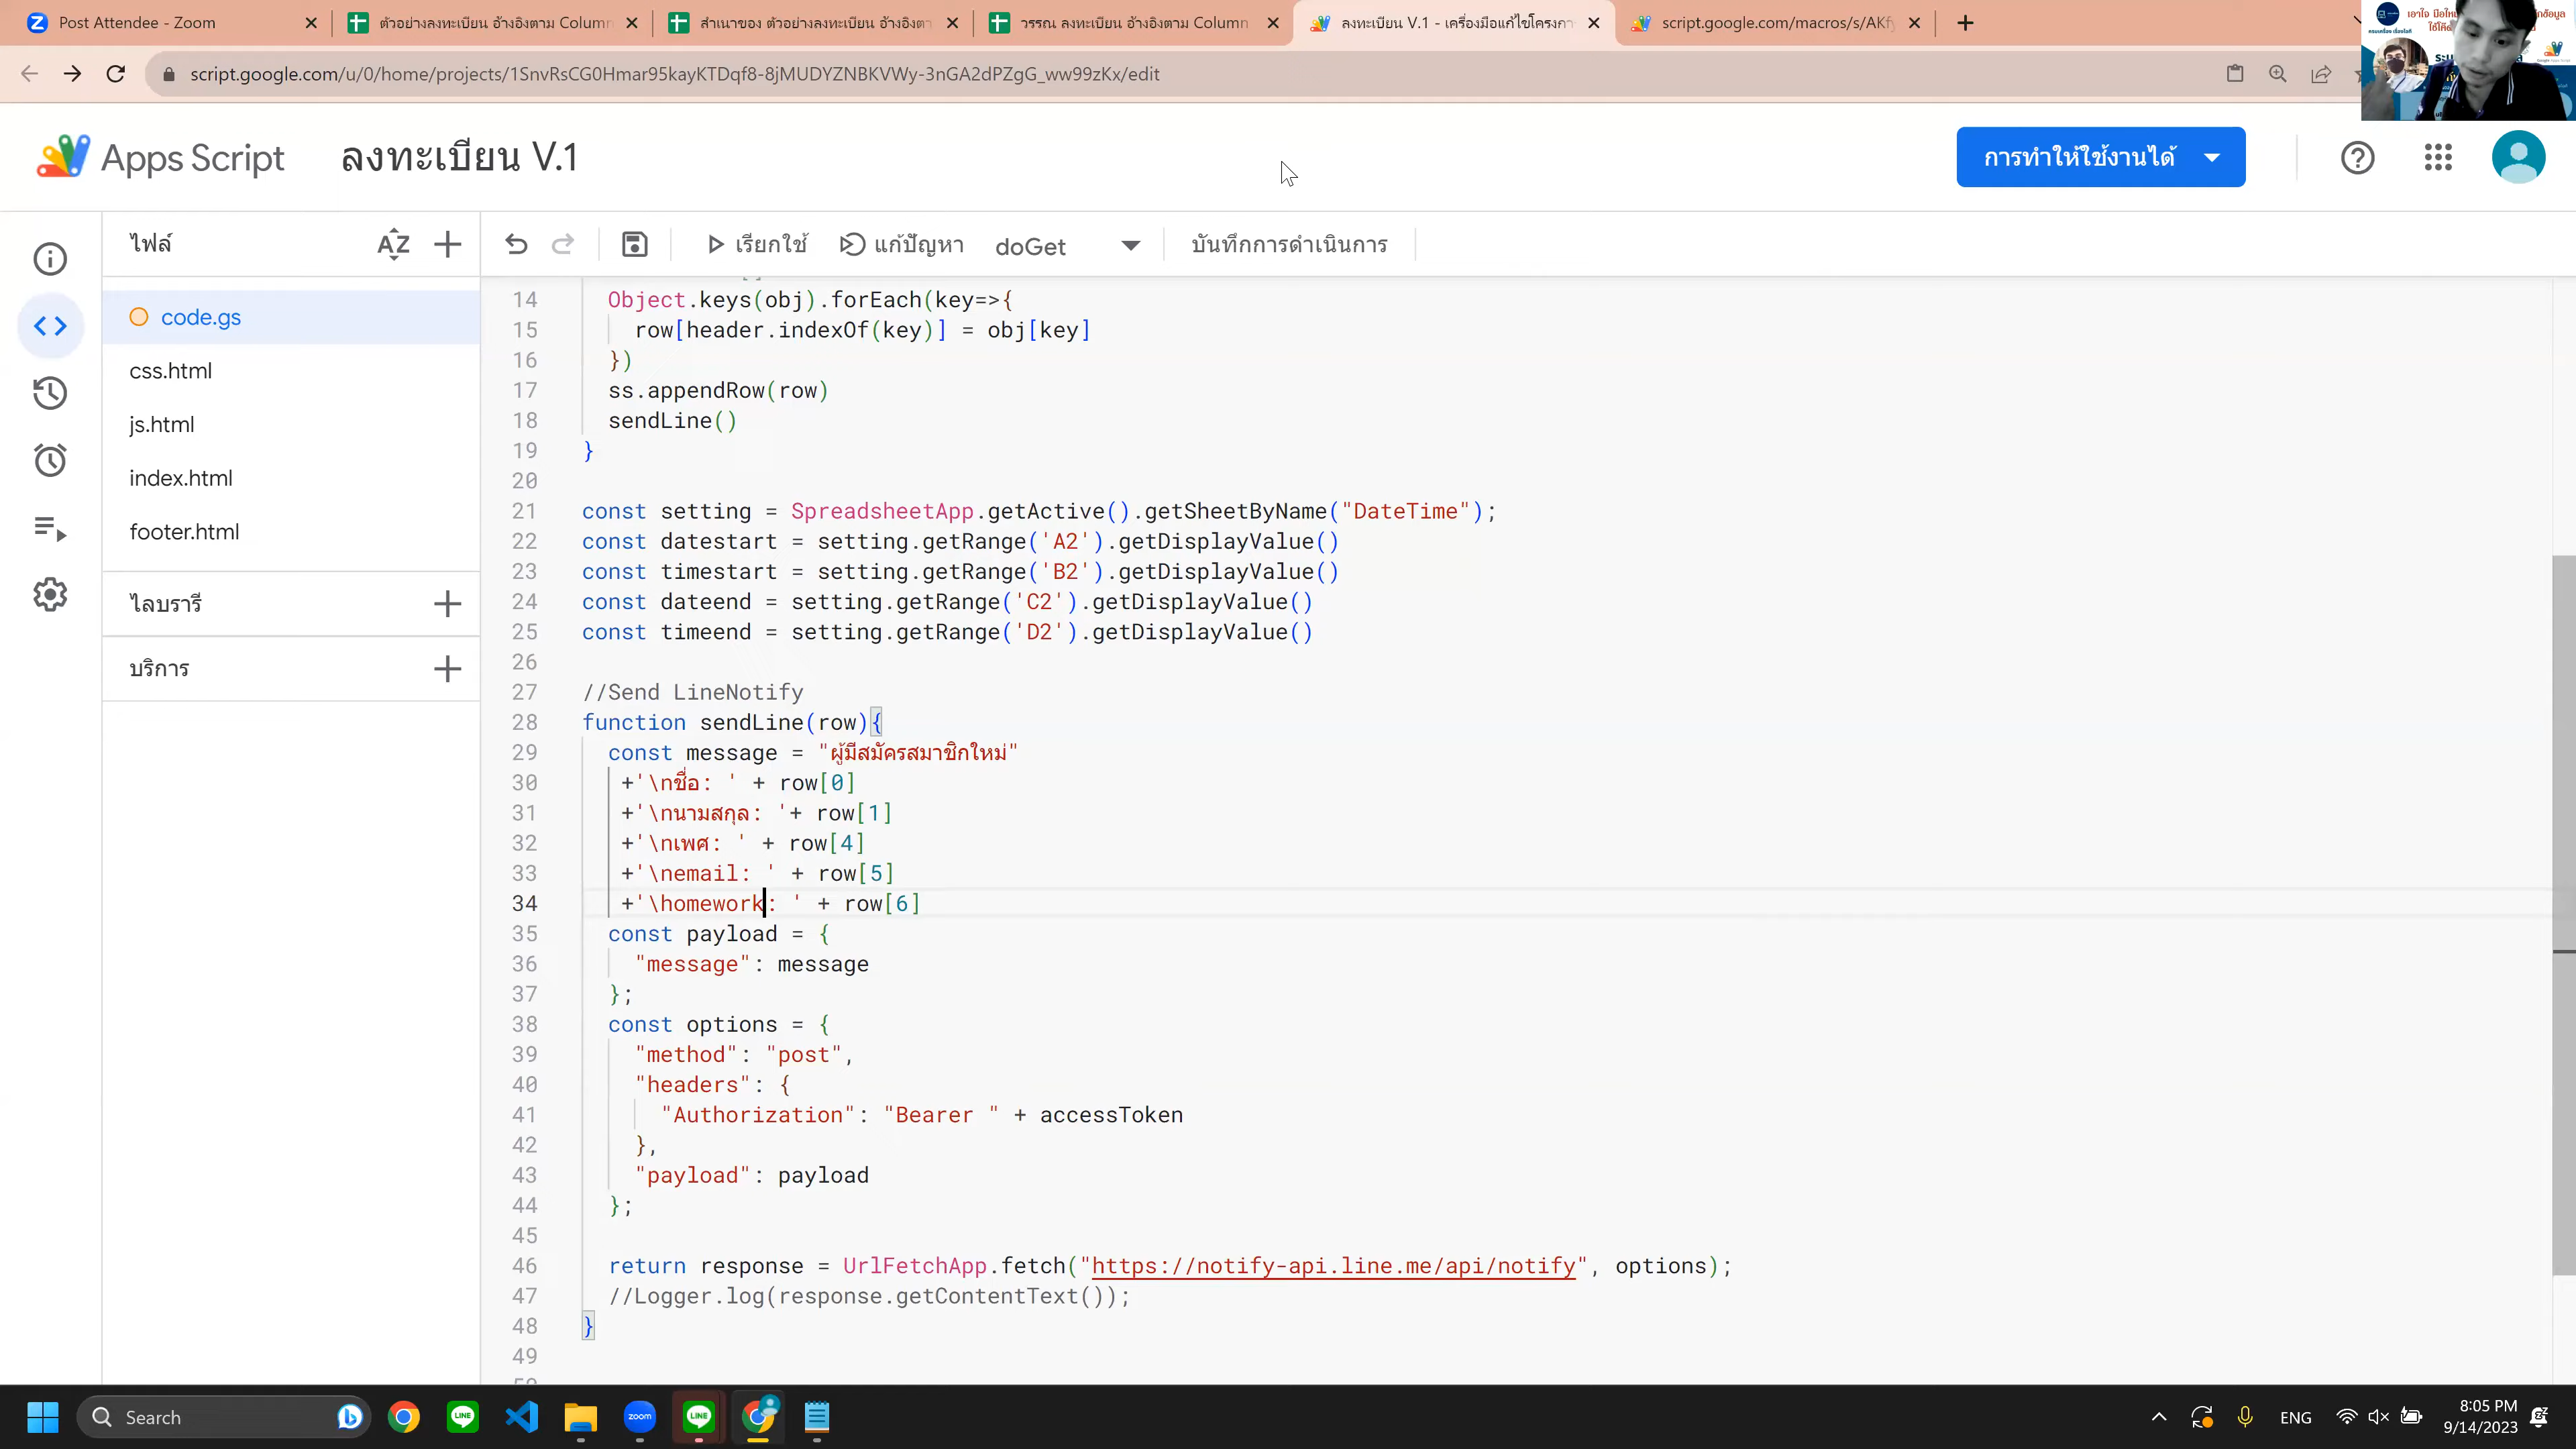 Post Attendee - Zoom
ตัวอย่างลงทะเบียน อ้างอิงตาม Column
สำเนาของ ตัวอย่างลงทะเบียน อ้างอิงตา
วรรณ ลงทะเบียน อ้างอิงตาม Column
ลงทะเบียน V.1 - เครื่องมือแก้ไขโครงกา
script.google.com/macros/s/AKfy
script.google.com/u/0/home/projects/1SnvRsCG0Hmar95kayKTDqf8-8jMUDYZNBKVWy-3nGA2dPZgG_ww99zKx/edit
Apps Script
ลงทะเบียน V.1
การทำให้ใช้งานได้
ไฟล์
AZ
เรียกใช้
แก้ปัญหา
doGet
บันทึกการดำเนินการ
code.gs
css.html
js.html
index.html
footer.html
ไลบรารี
บริการ
14 Object.keys(obj).forEach(key=>{
15 row[header.indexOf(key)] = obj[key]
16 })
17 ss.appendRow(row)
18 sendLine()
19 }
20
21 const setting = SpreadsheetApp.getActive().getSheetByName("DateTime");
22 const datestart = setting.getRange('A2').getDisplayValue()
23 const timestart = setting.getRange('B2').getDisplayValue()
24 const dateend = setting.getRange('C2').getDisplayValue()
25 const timeend = setting.getRange('D2').getDisplayValue()
26
27 //Send LineNotify
28 function sendLine(row){
29 const message = "ผู้มีสมัครสมาชิกใหม่"
30 +'\nชื่อ: ' + row[0]
31 +'\nนามสกุล: '+ row[1]
32 +'\nเพศ: ' + row[4]
33 +'\nemail: ' + row[5]
34 +'\homework: ' + row[6]
35 const payload = {
36 "message": message
37 };
38 const options = {
39 "method": "post",
40 "headers": {
41 "Authorization": "Bearer " + accessToken
42 },
43 "payload": payload
44 };
45
46 return response = UrlFetchApp.fetch("https://notify-api.line.me/api/notify", options);
47 //Logger.log(response.getContentText());
48 }
49
Search
zoom
LINE
LINE
ENG
8:05 PM
9/14/2023